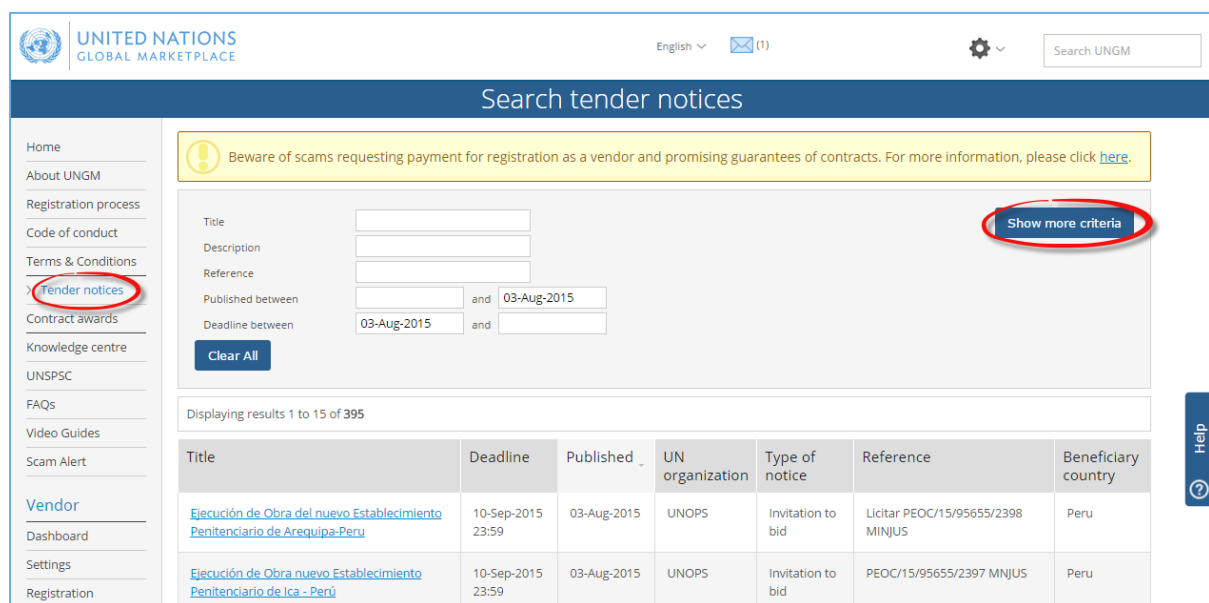 UNITED NATIONS
GLOBAL MARKETPLACE
English
(1)
Search UNGM
Search tender notices
Home
About UNGM
Registration process
Code of conduct
Terms & Conditions
> Tender notices
Contract awards
Knowledge centre
UNSPSC
FAQs
Video Guides
Scam Alert
Vendor
Dashboard
Settings
Registration
Beware of scams requesting payment for registration as a vendor and promising guarantees of contracts. For more information, please click here.
Title
Description
Reference
Published between and 03-Aug-2015
Deadline between 03-Aug-2015 and
Clear All
Show more criteria
Displaying results 1 to 15 of 395
Title Deadline Published UN organization Type of notice Reference Beneficiary country
Ejecución de Obra del nuevo Establecimiento Penitenciario de Arequipa-Peru 10-Sep-2015 23:59 03-Aug-2015 UNOPS Invitation to bid Licitar PEOC/15/95655/2398 MINJUS Peru
Ejecución de Obra nuevo Establecimiento Penitenciario de Ica - Perú 10-Sep-2015 23:59 03-Aug-2015 UNOPS Invitation to bid PEOC/15/95655/2397 MNJUS Peru
Help